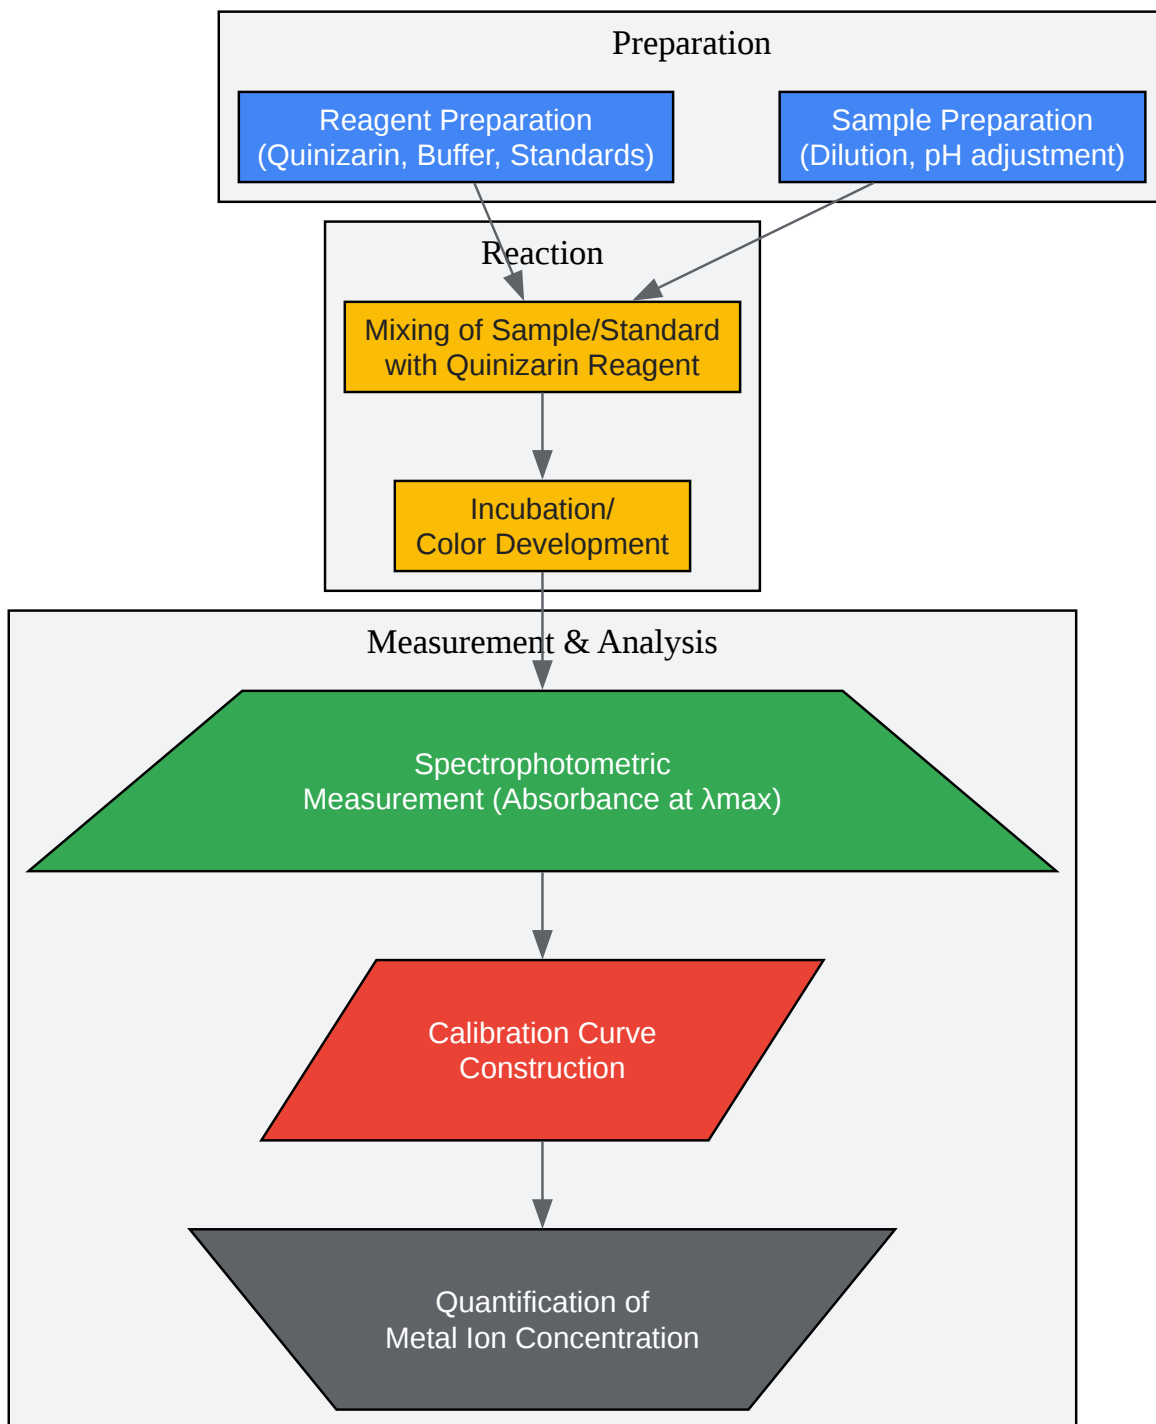 Preparation
Reagent Preparation
(Quinizarin, Buffer, Standards)
Sample Preparation
(Dilution, pH adjustment)
Reaction
Mixing of Sample/Standard
with Quinizarin Reagent
Incubation/
Color Development
Measurement & Analysis
Spectrophotometric
Measurement (Absorbance at λmax)
Calibration Curve
Construction
Quantification of
Metal Ion Concentration